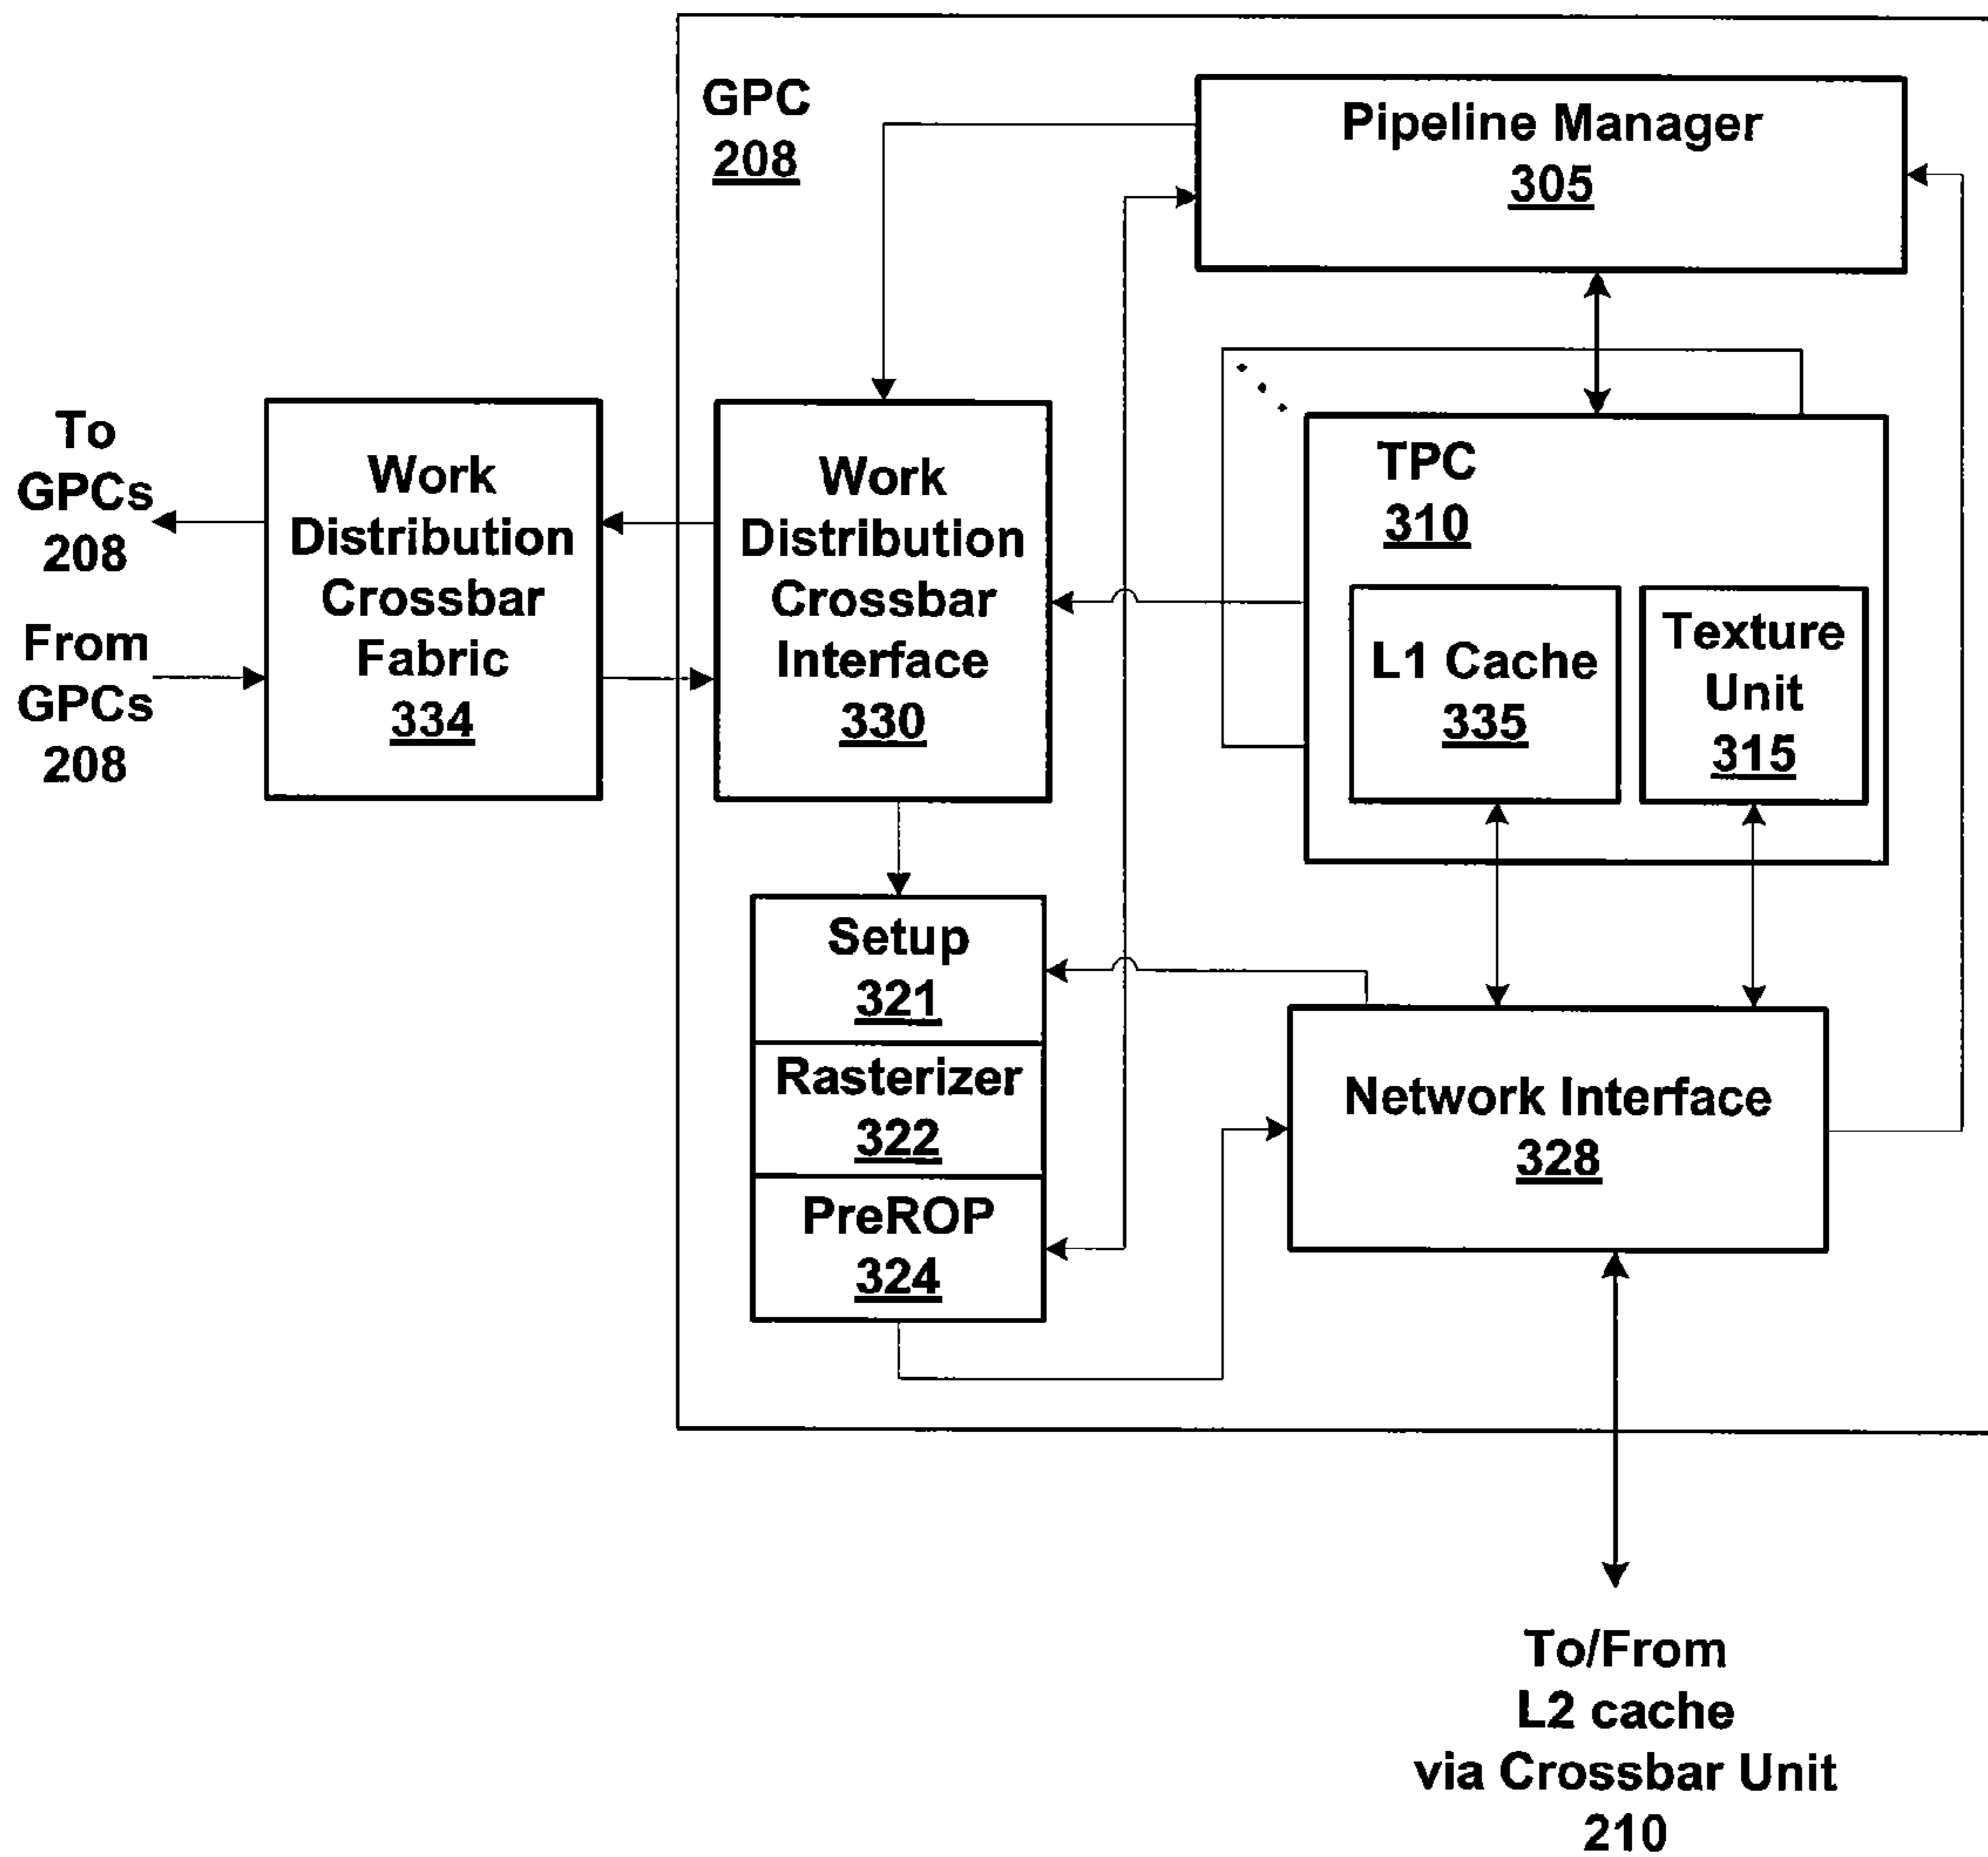 GPC
208
Pipeline Manager
305
To
GPCs
208
From
GPCs
208
Work
Distribution
Crossbar
Fabric
334
Work
Distribution
Crossbar
Interface
330
TPC
310
L1 Cache
335
Texture
Unit
315
Setup
321
Rasterizer
322
PreROP
324
Network Interface
328
To/From
L2 cache
via Crossbar Unit
210